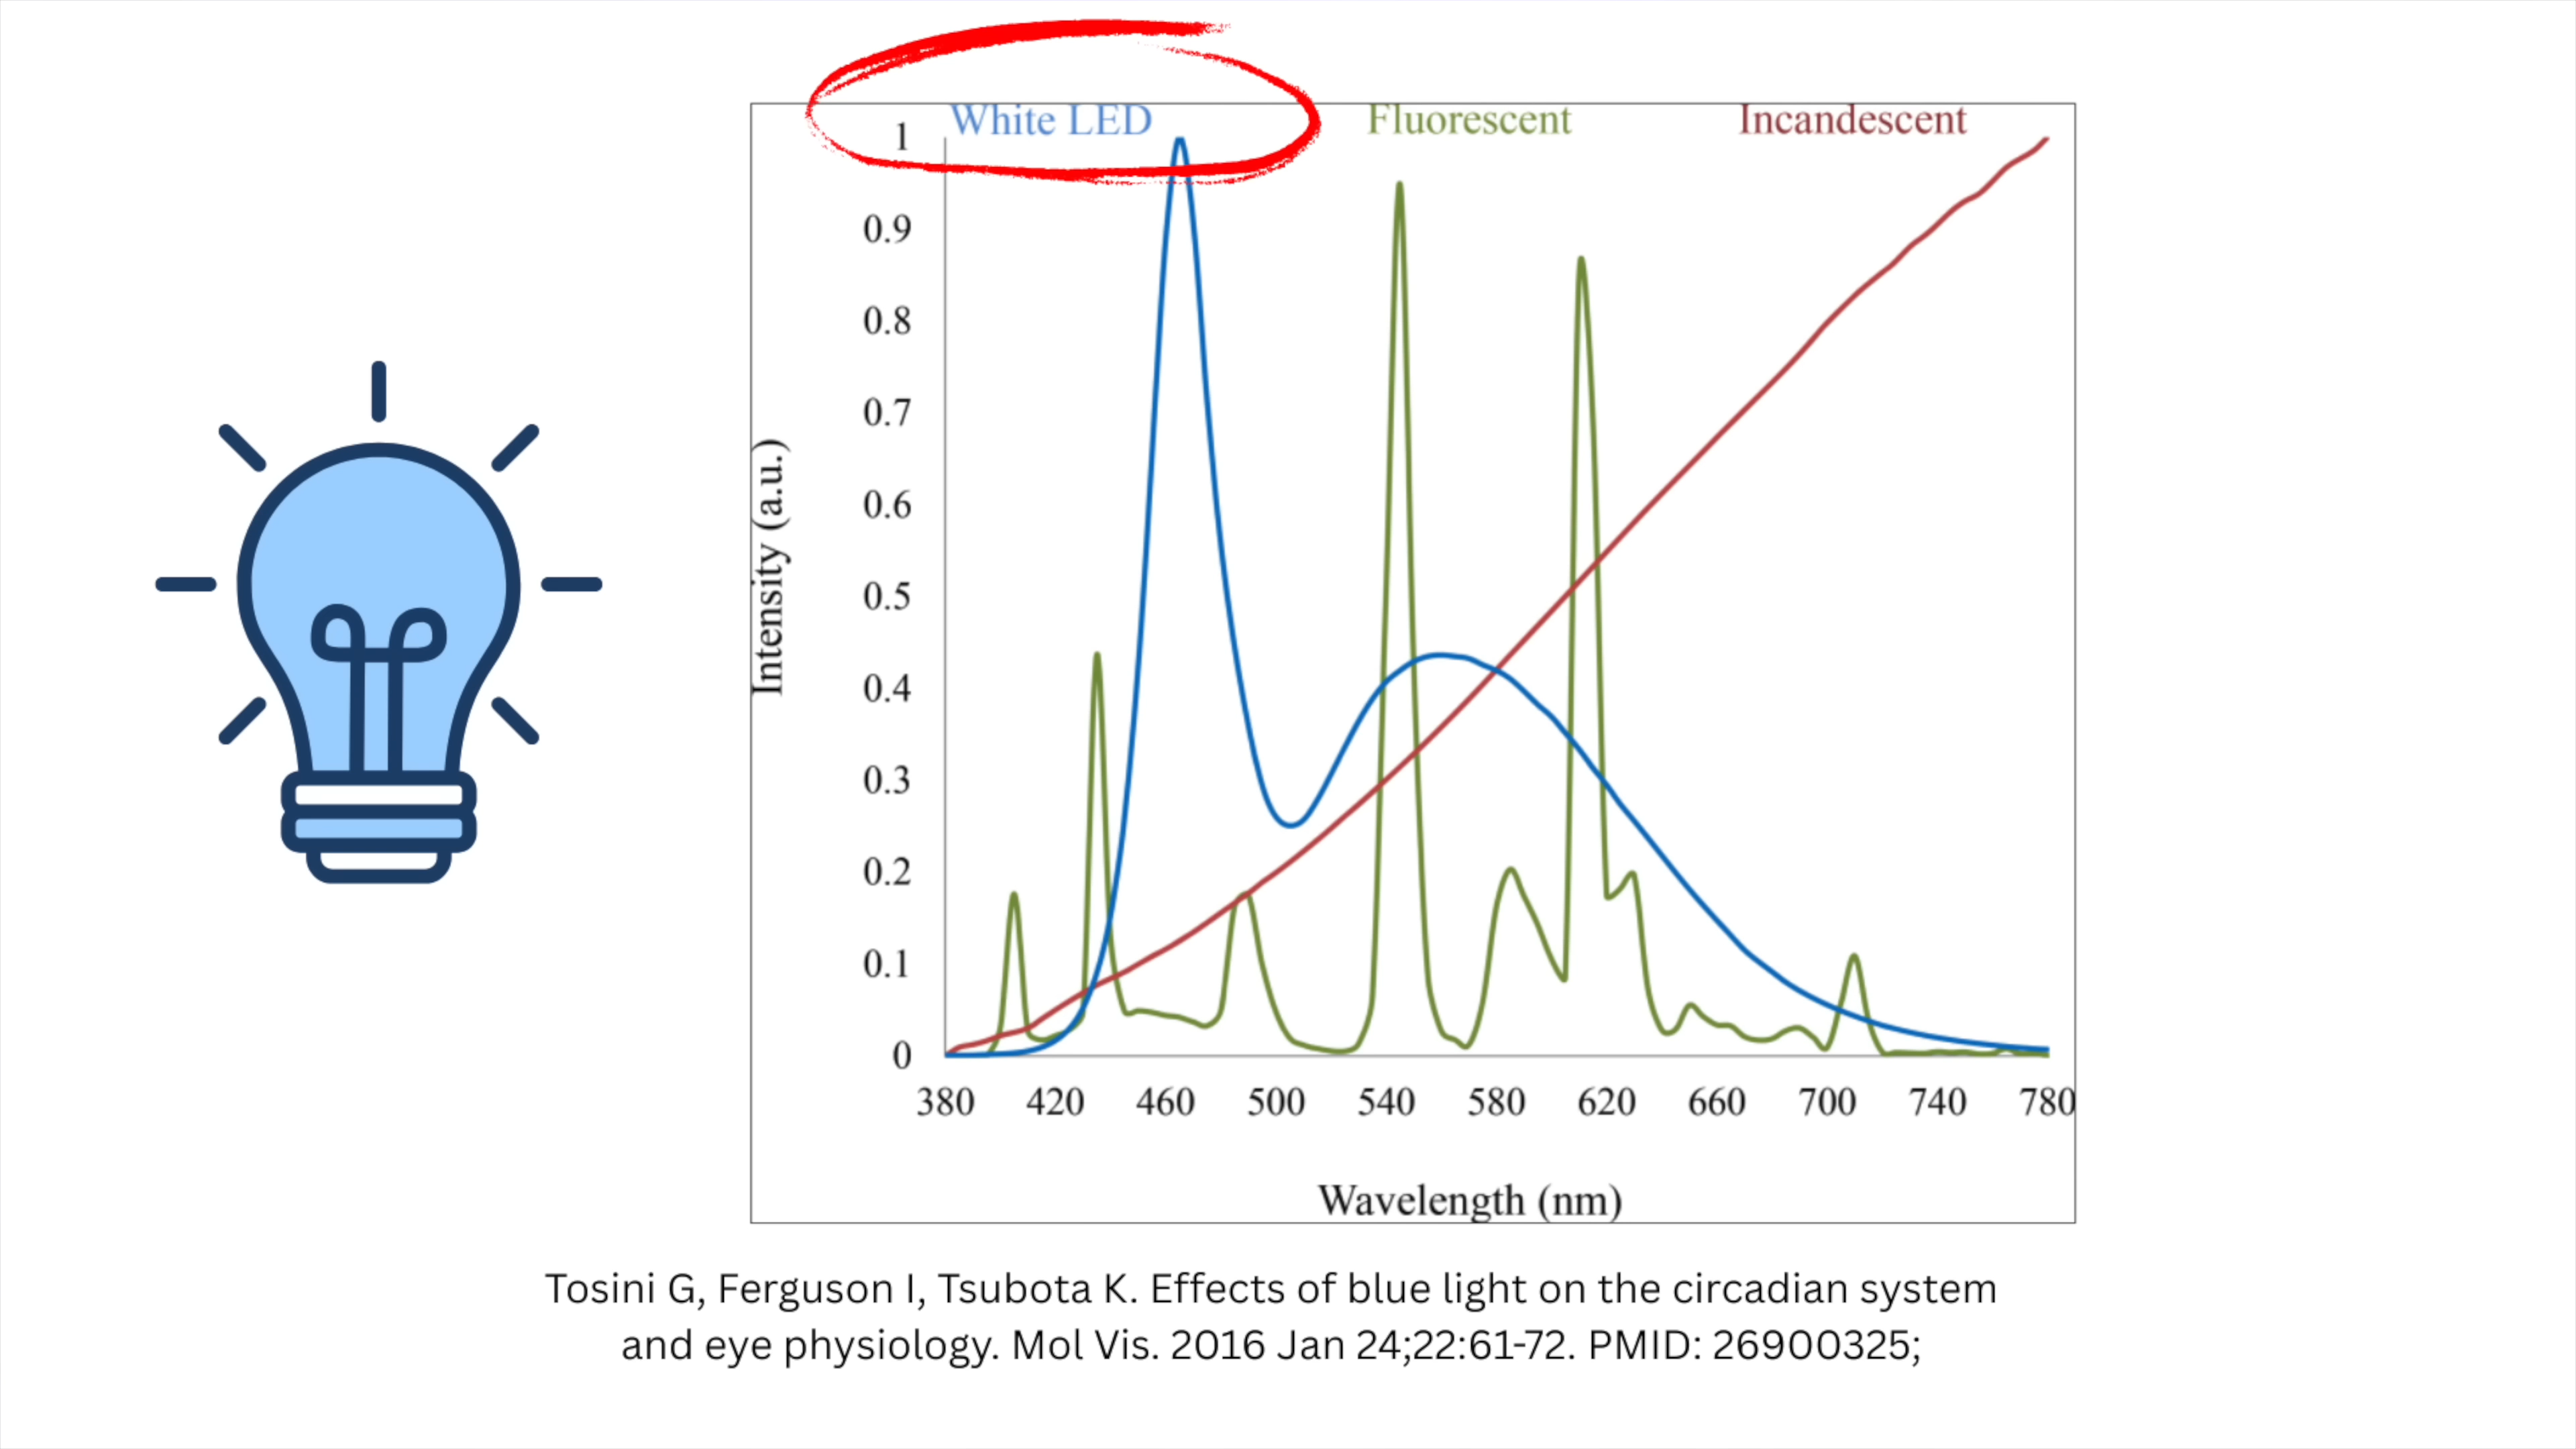 White LED Fluorescent Incandescent
1
0.9
0.8
0.7
0.6
0.5
0.4
0.3
0.2
0.1
0
Intensity (a.u.)
380 420 460 500 540 580 620 660 700 740 780
Wavelength (nm)
Tosini G, Ferguson I, Tsubota K. Effects of blue light on the circadian system
and eye physiology. Mol Vis. 2016 Jan 24;22:61-72. PMID: 26900325;